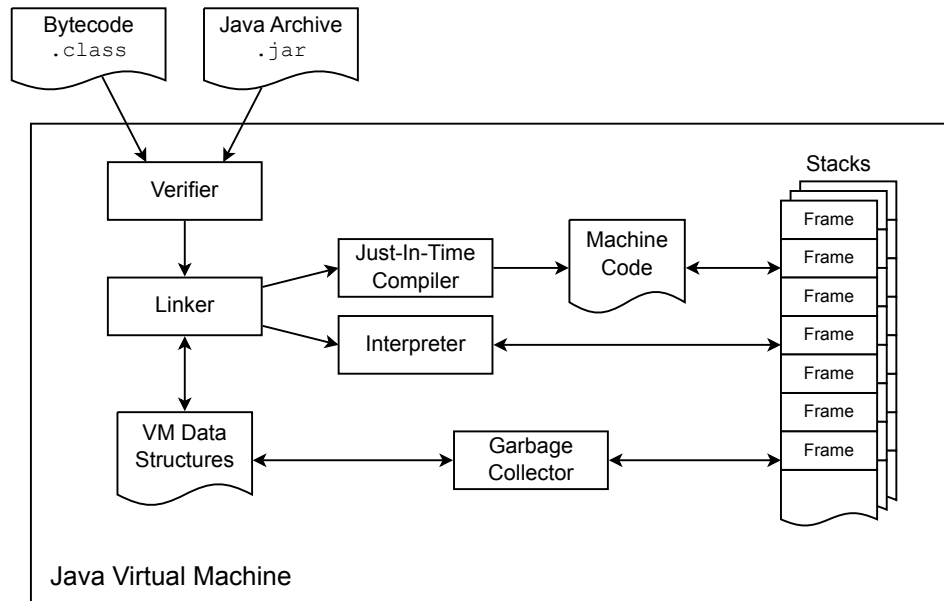 Bytecode
.class
Java Archive
.jar
Verifier
Stacks
Frame
Just-In-Time
Compiler
Machine
Code
Frame
Linker
Frame
Interpreter
Frame
Frame
VM Data
Structures
Frame
Garbage
Collector
Frame
Java Virtual Machine